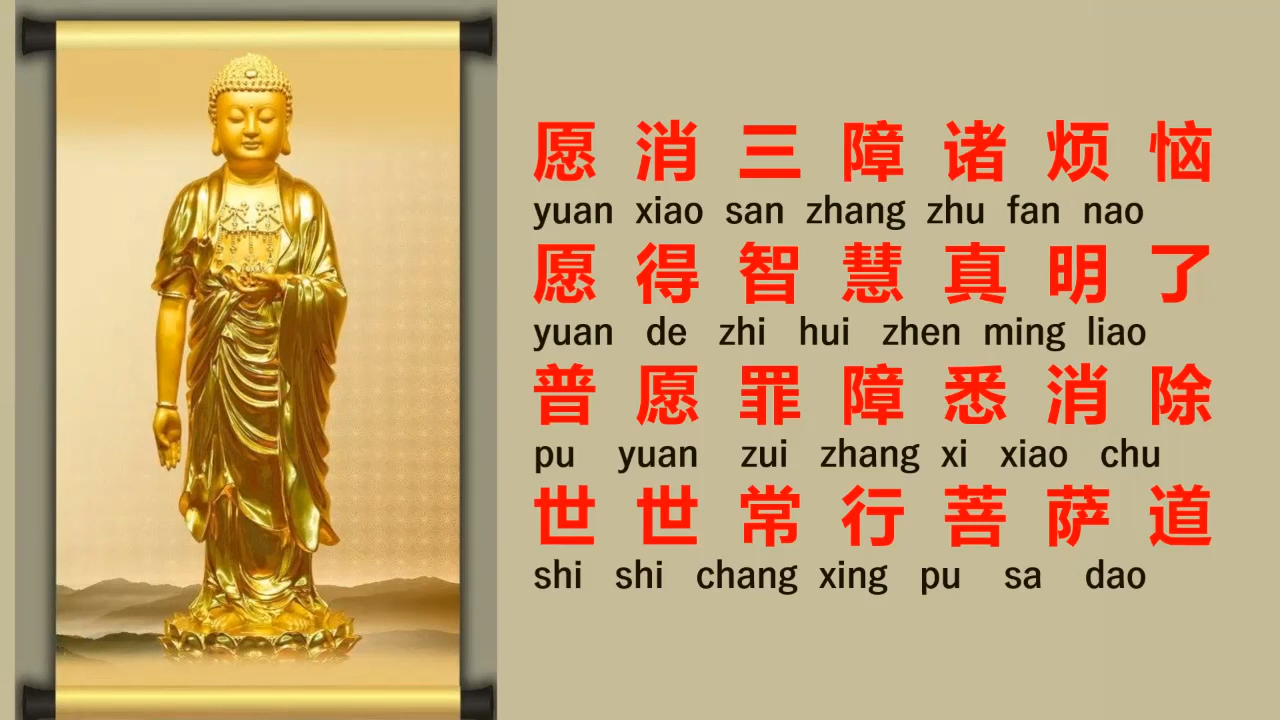 愿消三障诸烦恼
yuan xiao san zhang zhu fan nao
愿得智慧真明了
yuan de zhi hui zhen ming liao
普愿罪障悉消除
pu yuan zui zhang xi xiao chu
世世常行菩萨道
shi shi chang xing pu sa dao